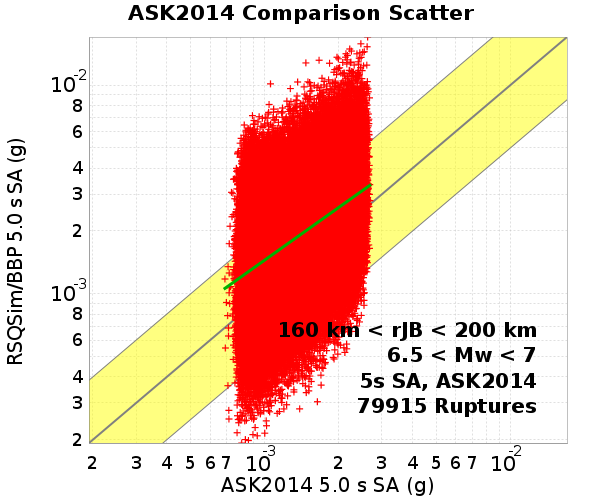 ASK2014 Comparison Scatter
RSQSim/BBP 5.0 s SA (g)
10-2
8
6
4
3
2
10-3
8
6
4
3
2
160 km < rJB < 200 km
6.5 < Mw < 7
5s SA, ASK2014
79915 Ruptures
2 3 4 5 6 7 10-3 2 3 4 5 6 7 10-2
ASK2014 5.0 s SA (g)